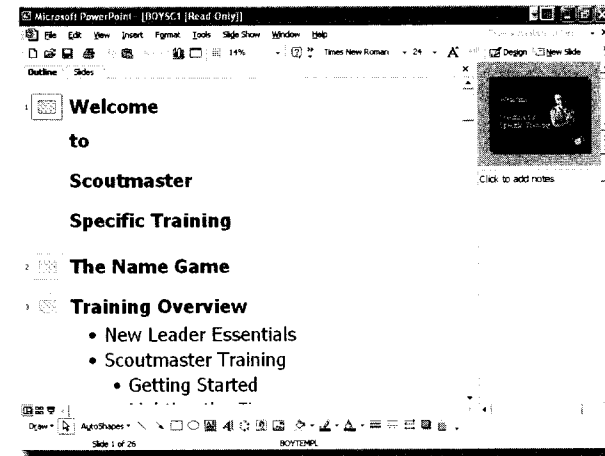 Microsoft PowerPoint - [BOYSC1 [Read Only]]
File Edit View Insert Format Tools Slide Show Window Help
14% Times New Roman 24 A Design New Slide
Outline Slides
1 Welcome
to
Scoutmaster
Specific Training
2 The Name Game
3 Training Overview
• New Leader Essentials
• Scoutmaster Training
• Getting Started
Click to add notes
Draw AutoShapes
Slide 1 of 26 BOYTEMPL